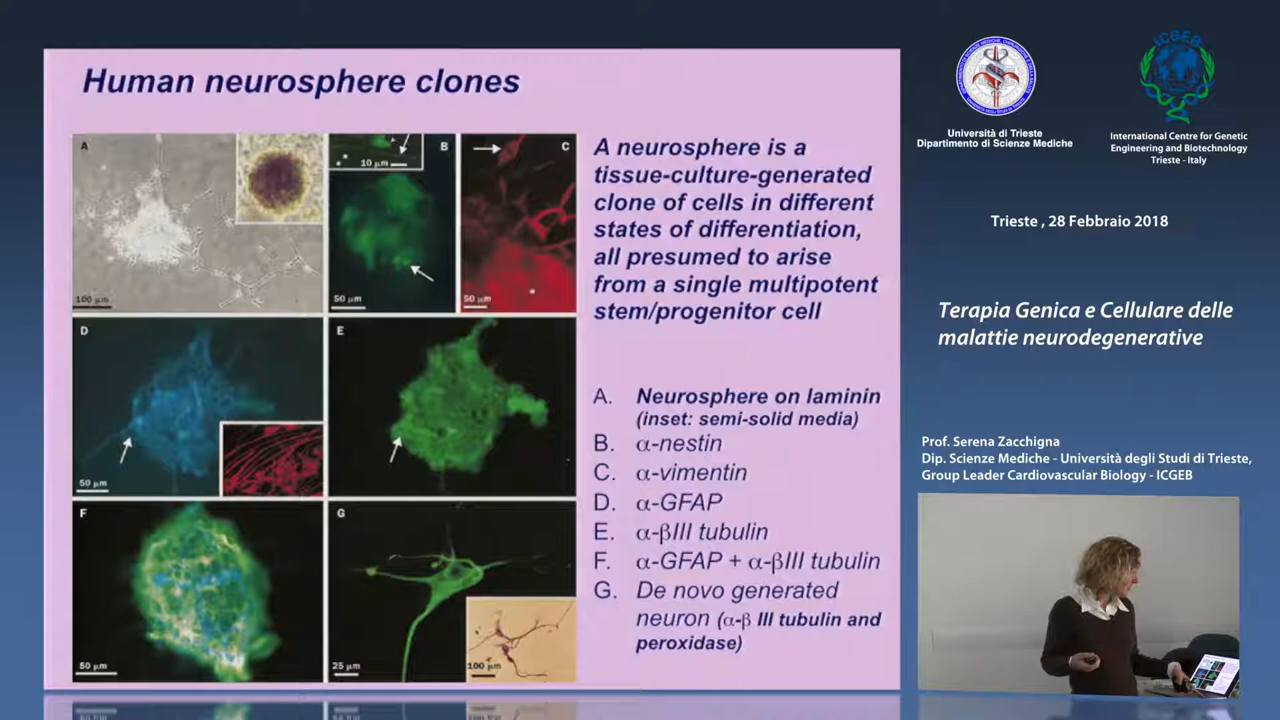 Human neurosphere clones
A
100 µm
10 µm
B
50 µm
C
50 µm
D
50 µm
E
F
50 µm
G
25 µm
100 µm
A neurosphere is a
tissue-culture-generated
clone of cells in different
states of differentiation,
all presumed to arise
from a single multipotent
stem/progenitor cell
A. Neurosphere on laminin
(inset: semi-solid media)
B. α-nestin
C. α-vimentin
D. α-GFAP
E. α-βIII tubulin
F. α-GFAP + α-βIII tubulin
G. De novo generated
neuron (α-β III tubulin and
peroxidase)
Università di Trieste
Dipartimento di Scienze Mediche
ICGEB
International Centre for Genetic
Engineering and Biotechnology
Trieste - Italy
Trieste , 28 Febbraio 2018
Terapia Genica e Cellulare delle
malattie neurodegenerative
Prof. Serena Zacchigna
Dip. Scienze Mediche - Università degli Studi di Trieste,
Group Leader Cardiovascular Biology - ICGEB